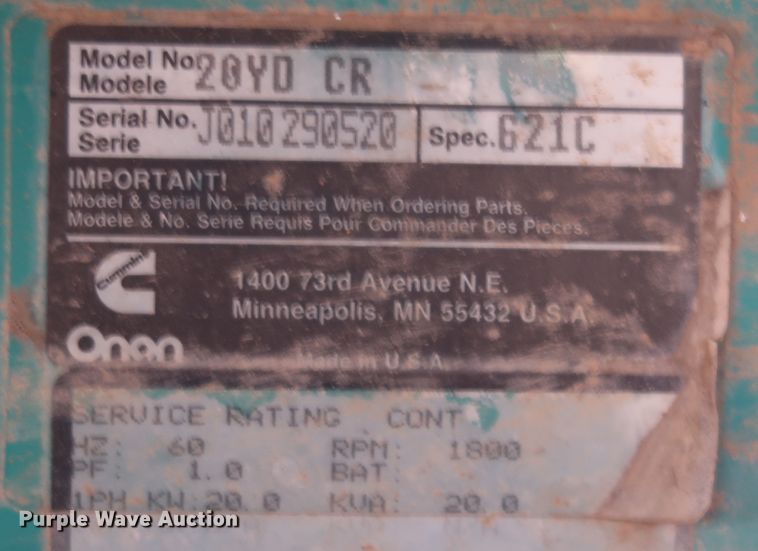 Model No.
Modele 20YD CR
Serial No. J010290520 Spec. 621C
Serie
IMPORTANT!
Model & Serial No. Required When Ordering Parts.
Modele & No. Serie Requis Pour Commander Des Pieces.
Cummins
1400 73rd Avenue N.E.
Minneapolis, MN 55432 U.S.A.
Onan
Made in U.S.A.
SERVICE RATING CONT
HZ: 60 RPM: 1800
PF: 1.0 BAT:
1PH KW: 20.0 KVA: 20.0
Purple Wave Auction